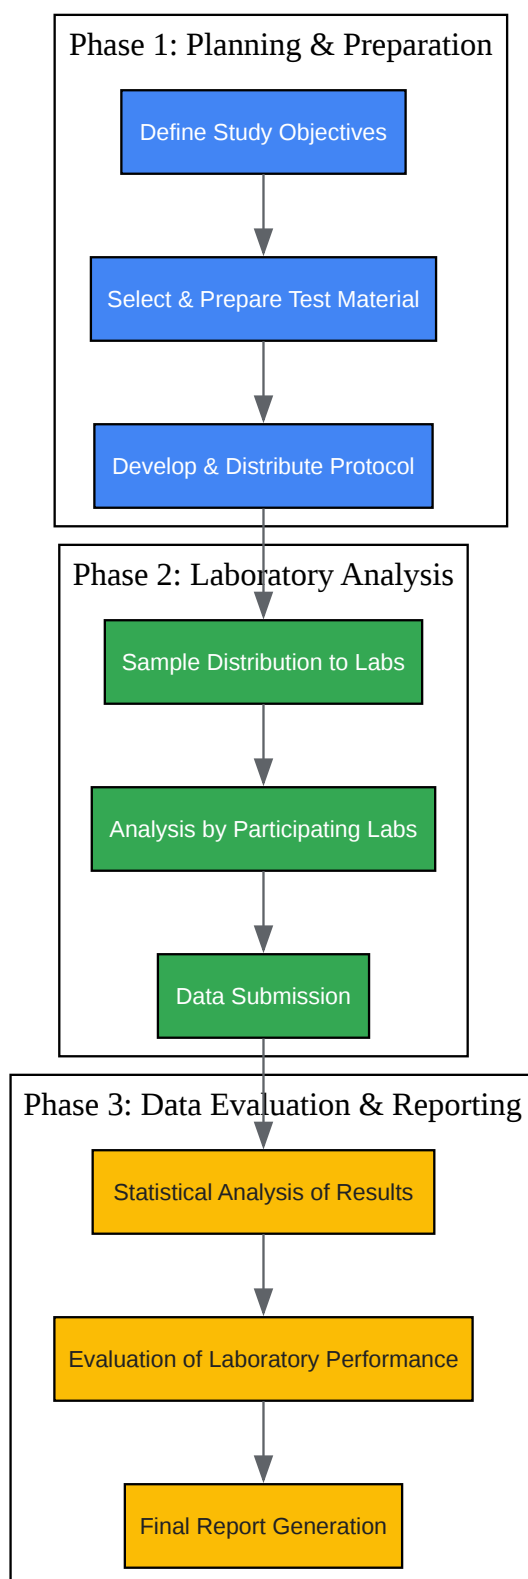 Phase 1: Planning & Preparation
Define Study Objectives
Select & Prepare Test Material
Develop & Distribute Protocol
Phase 2: Laboratory Analysis
Sample Distribution to Labs
Analysis by Participating Labs
Data Submission
Phase 3: Data Evaluation & Reporting
Statistical Analysis of Results
Evaluation of Laboratory Performance
Final Report Generation